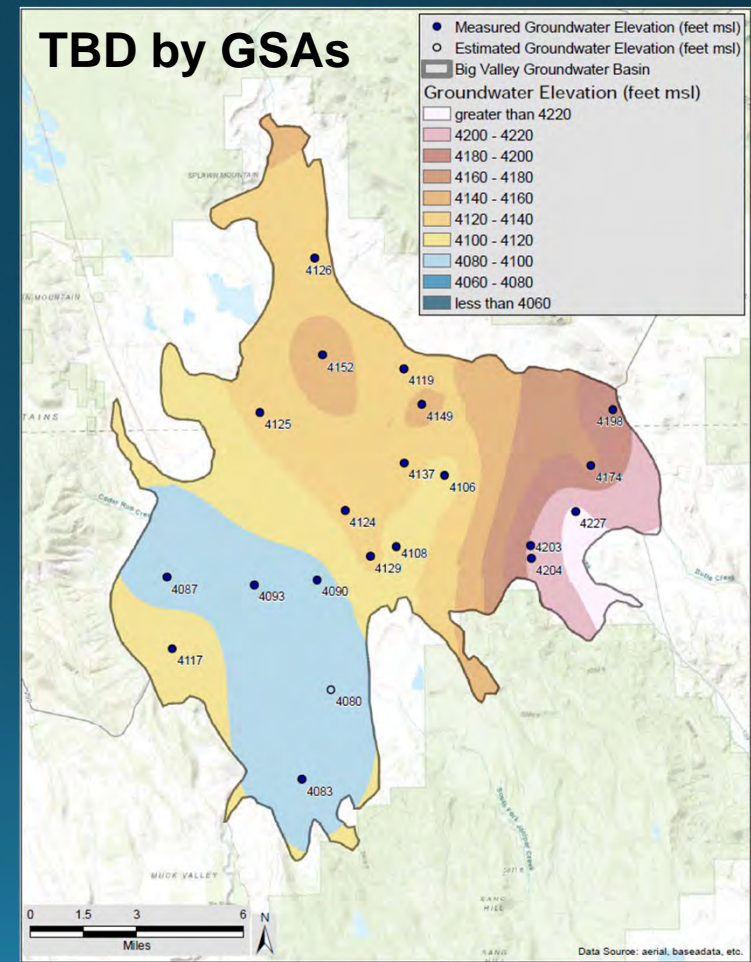 TBD by GSAs
Measured Groundwater Elevation (feet msl)
Estimated Groundwater Elevation (feet msl)
Big Valley Groundwater Basin
Groundwater Elevation (feet msl)
greater than 4220
4200 - 4220
4180 - 4200
4160 - 4180
4140 - 4160
4120 - 4140
4100 - 4120
4080 - 4100
4060 - 4080
less than 4060
SPLAWN MOUNTAIN
4126
N MOUNTAIN
4152
4119
4149
4198
4125
TAINS
4137
4106
4174
4227
4124
4203
4108
4204
4129
4087
4093
4090
4117
4080
4083
MUCK VALLEY
HILL
0 1.5 3 6
Miles
N
Data Source: aerial, basedata, etc.